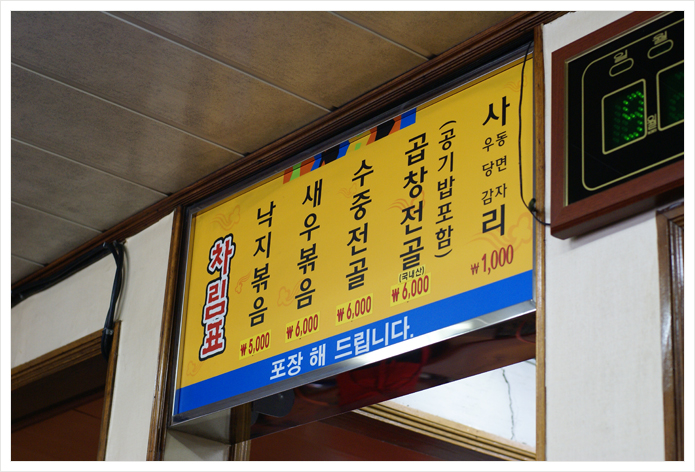 차림표
낙지볶음
₩5,000
새우볶음
₩6,000
수중전골
₩6,000
곱창전골
(국내산)
₩6,000
(공기밥포함)
사리
우동
당면
감자
₩1,000
포장 해 드립니다.
월
일